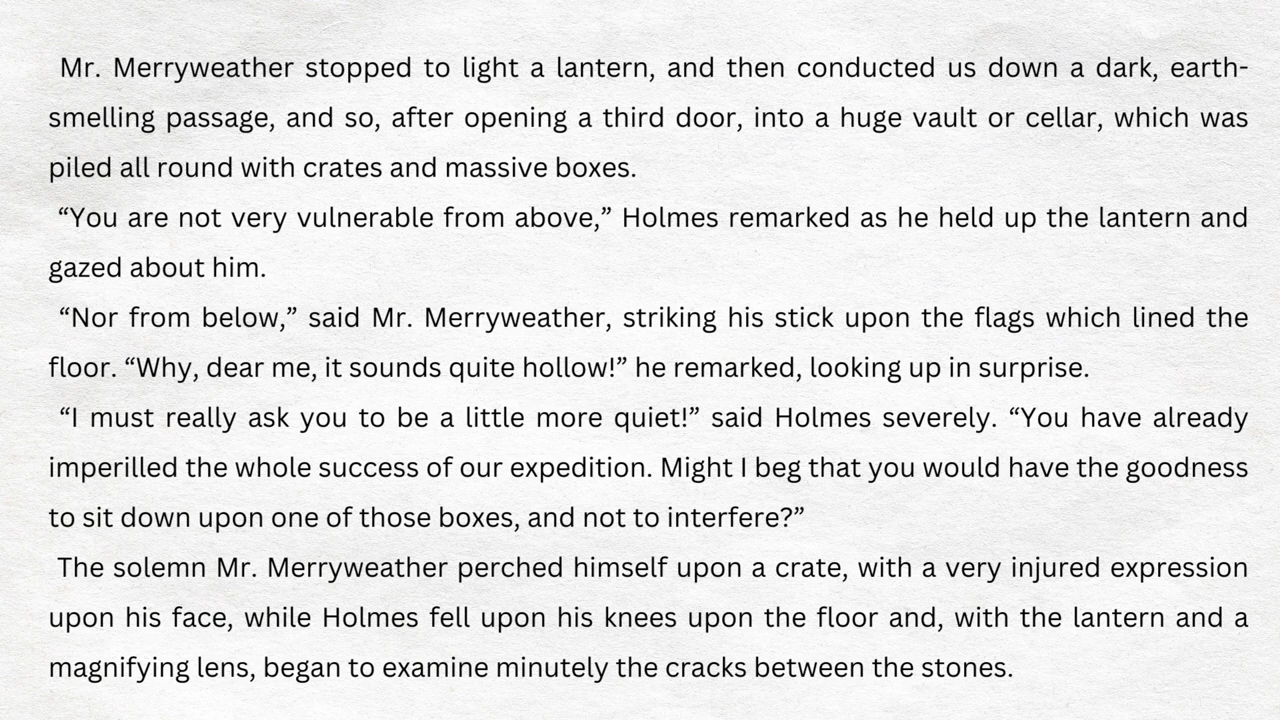 Mr. Merryweather stopped to light a lantern, and then conducted us down a dark, earth-
smelling passage, and so, after opening a third door, into a huge vault or cellar, which was
piled all round with crates and massive boxes.
“You are not very vulnerable from above,” Holmes remarked as he held up the lantern and
gazed about him.
“Nor from below,” said Mr. Merryweather, striking his stick upon the flags which lined the
floor. “Why, dear me, it sounds quite hollow!” he remarked, looking up in surprise.
“I must really ask you to be a little more quiet!” said Holmes severely. “You have already
imperilled the whole success of our expedition. Might I beg that you would have the goodness
to sit down upon one of those boxes, and not to interfere?”
The solemn Mr. Merryweather perched himself upon a crate, with a very injured expression
upon his face, while Holmes fell upon his knees upon the floor and, with the lantern and a
magnifying lens, began to examine minutely the cracks between the stones.